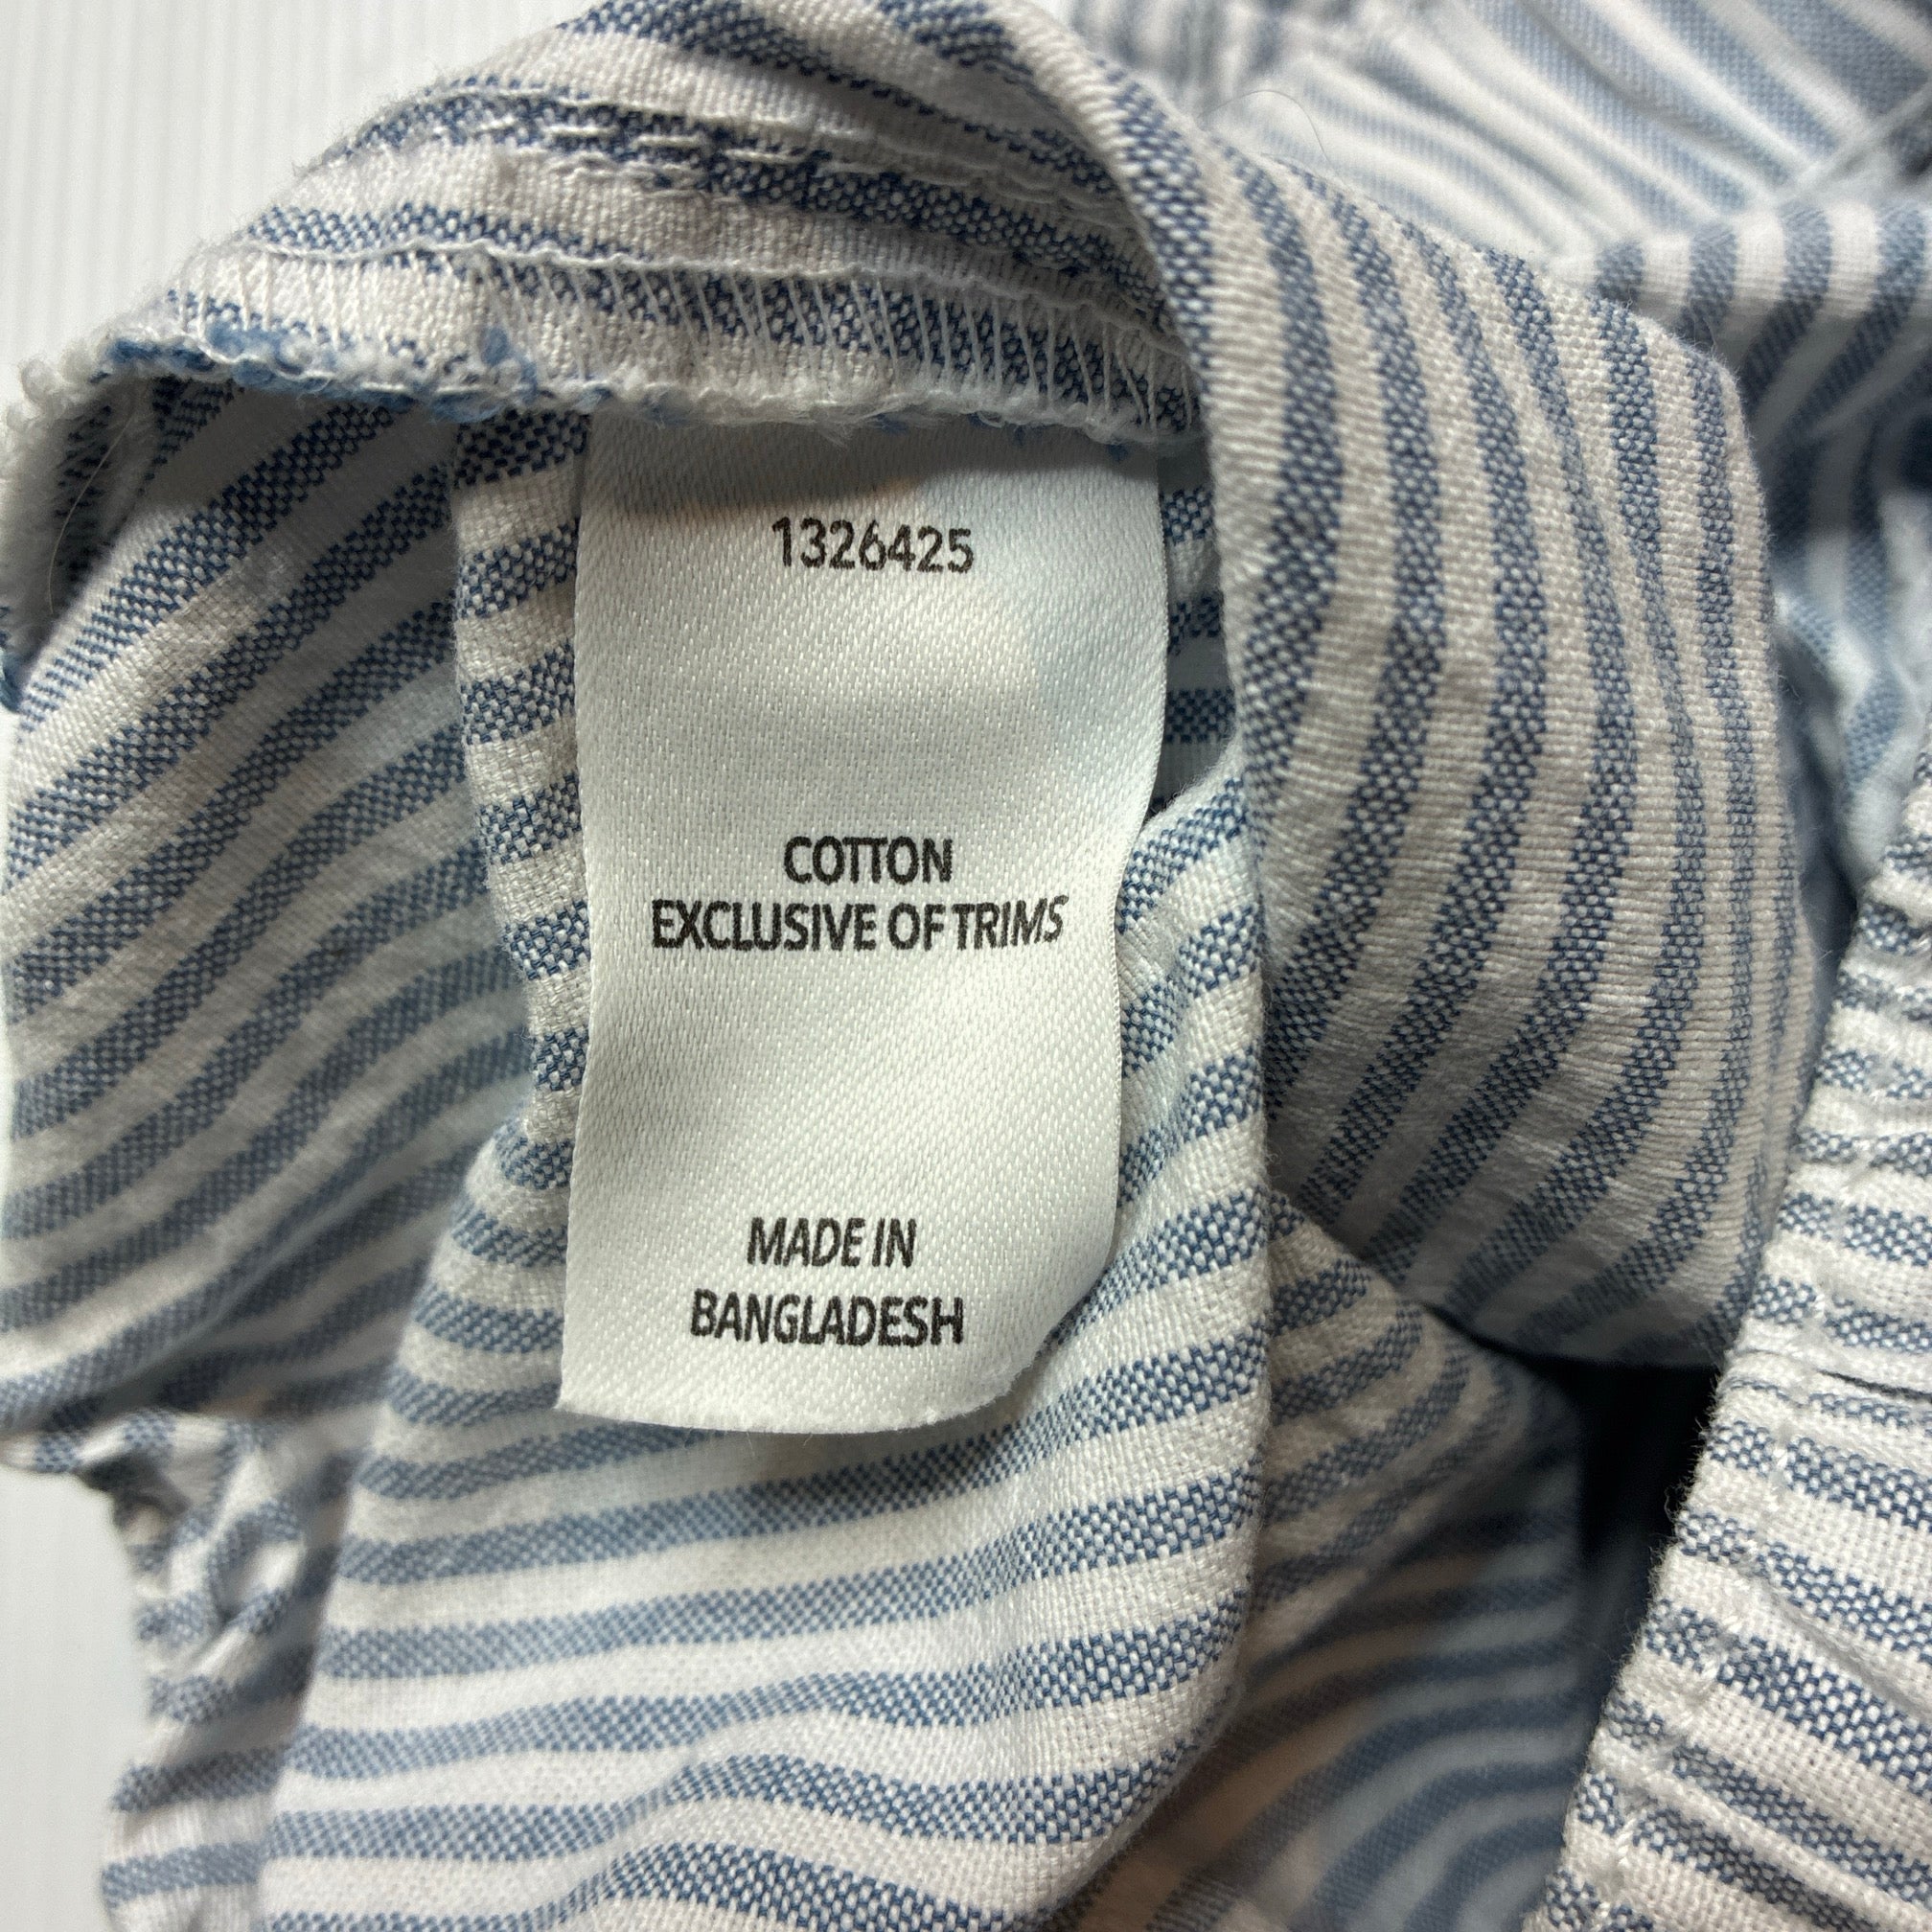 1326425
COTTON
EXCLUSIVE OF TRIMS
MADE IN
BANGLADESH